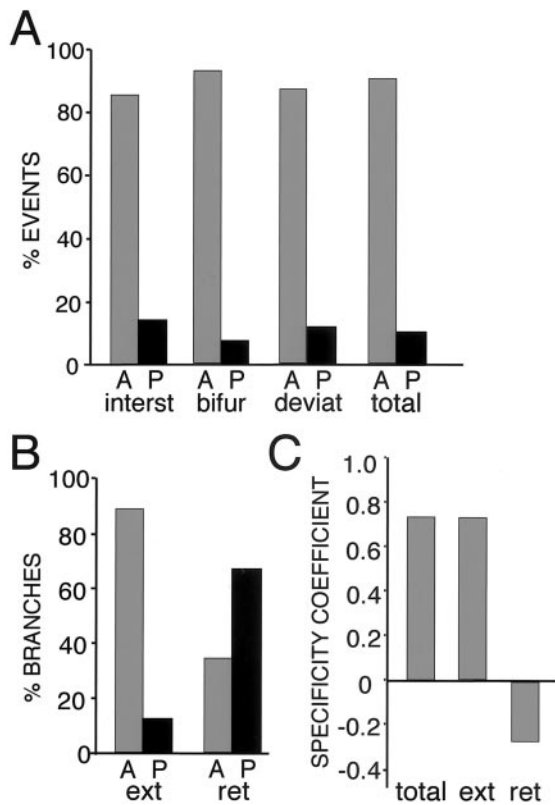 A
100
80
60
40
20
0
% EVENTS
A P A P A P A P
interst bifur deviat total
B
100
80
60
40
20
0
% BRANCHES
A P A P
ext ret
C
1.0
0.8
0.6
0.4
0.2
0
-0.2
-0.4
SPECIFICITY COEFFICIENT
total ext ret